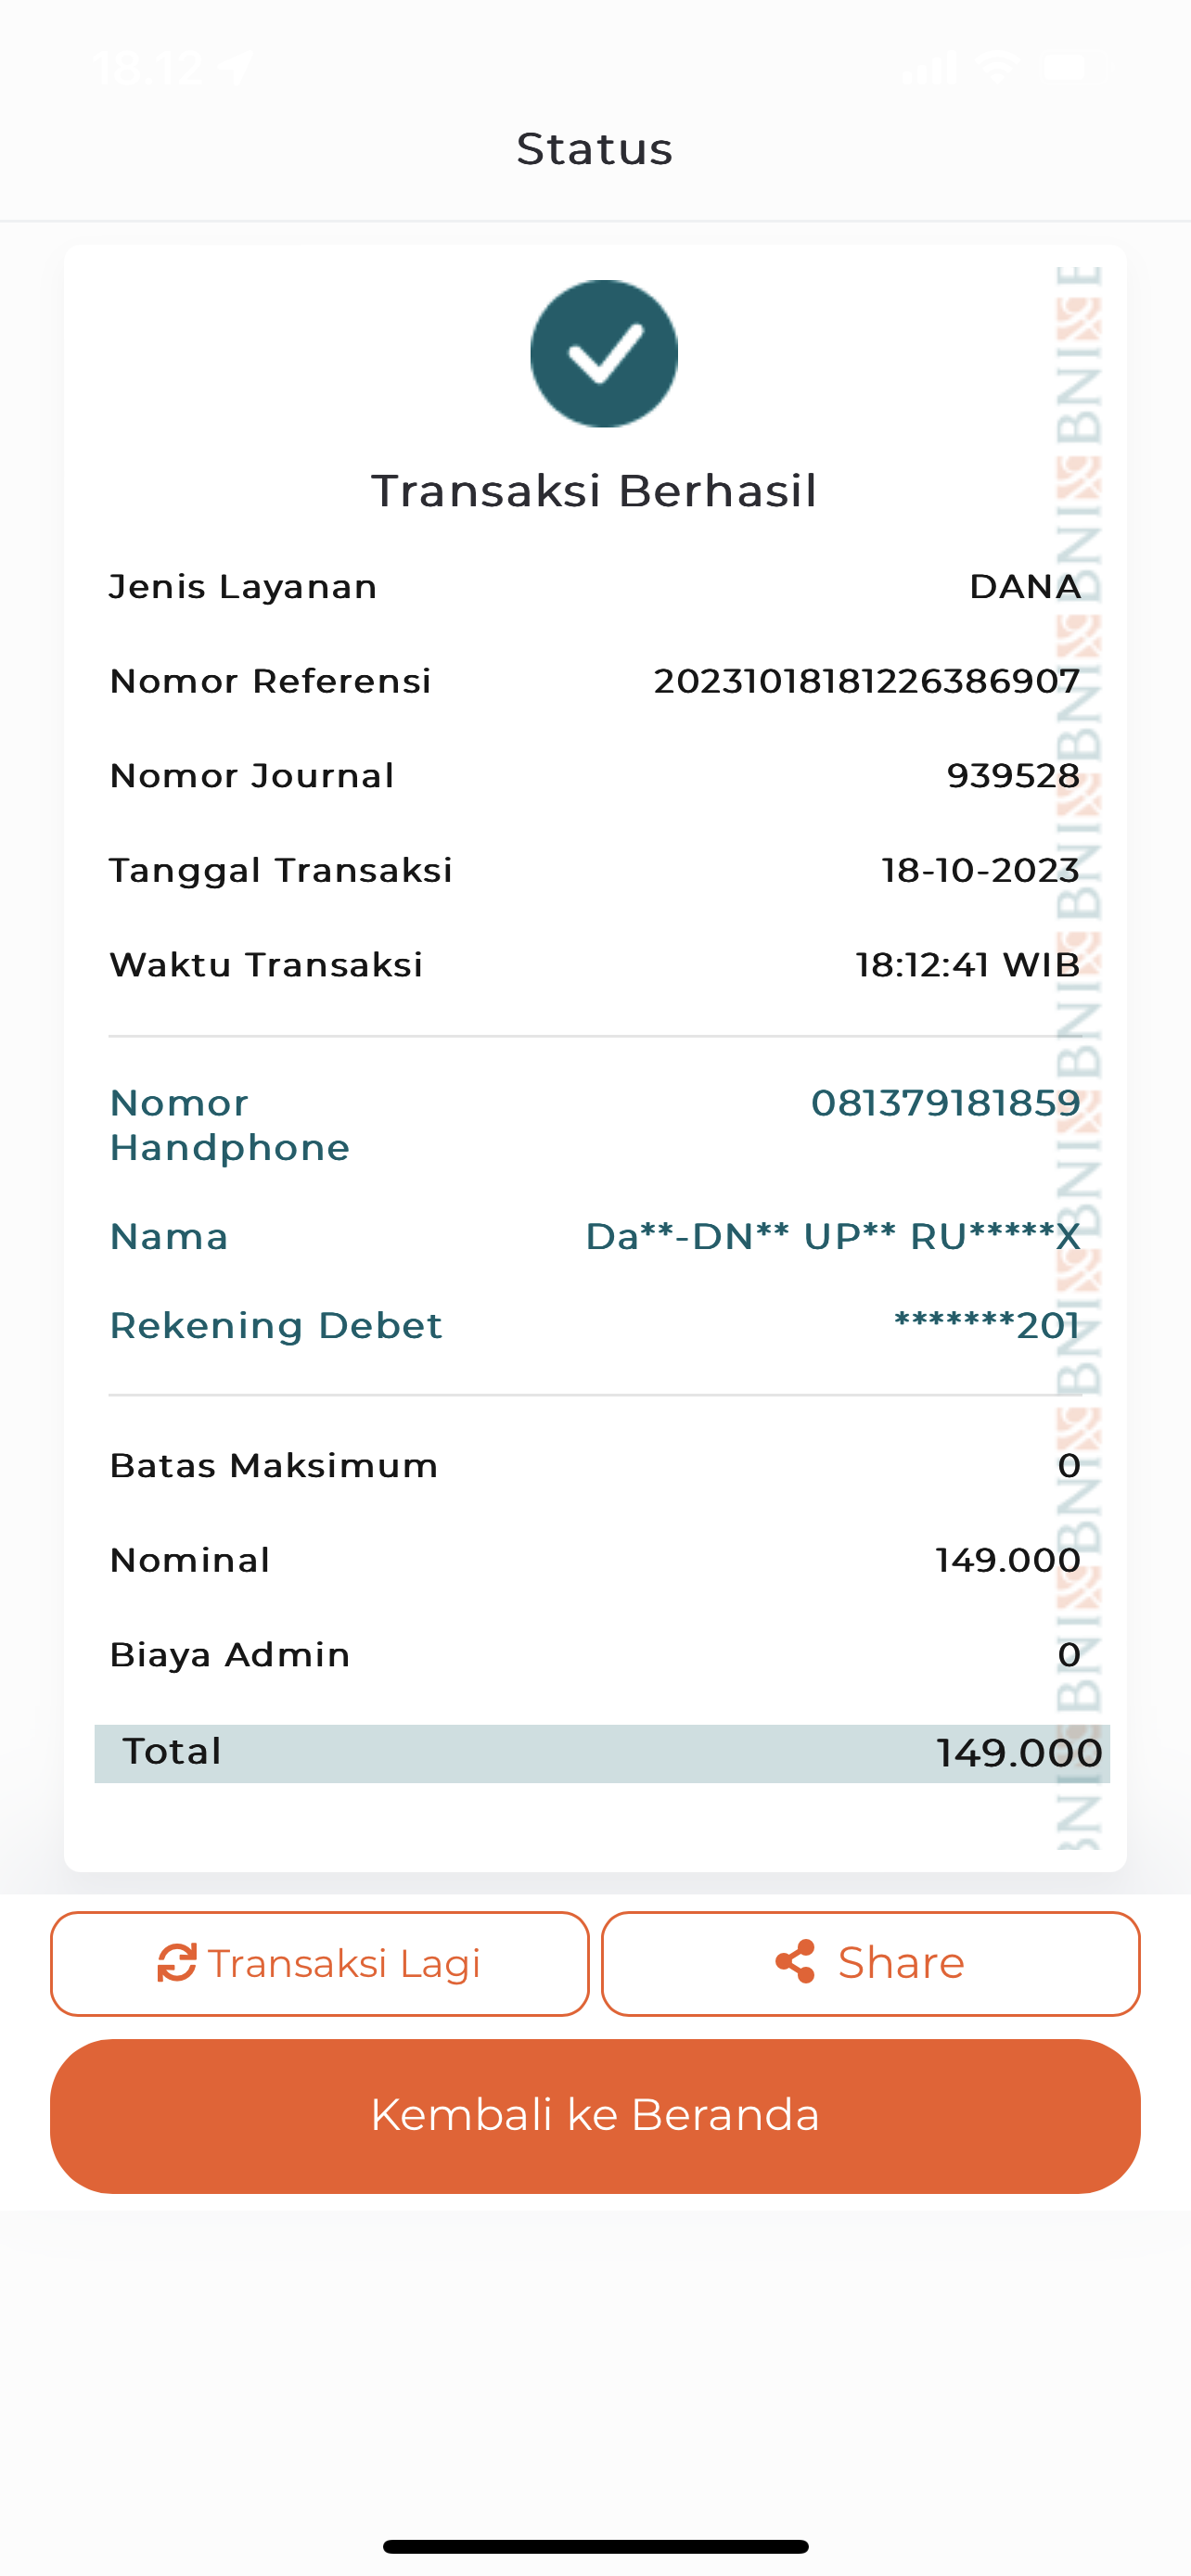 18.12
Status
Transaksi Berhasil
Jenis Layanan DANA
Nomor Referensi 20231018181226386907
Nomor Journal 939528
Tanggal Transaksi 18-10-2023
Waktu Transaksi 18:12:41 WIB
Nomor Handphone 081379181859
Nama Da**-DN** UP** RU*****X
Rekening Debet *******201
Batas Maksimum 0
Nominal 149.000
Biaya Admin 0
Total 149.000
BNI BNI BNI BNI BNI BNI BNI BNI BNI
Transaksi Lagi
Share
Kembali ke Beranda